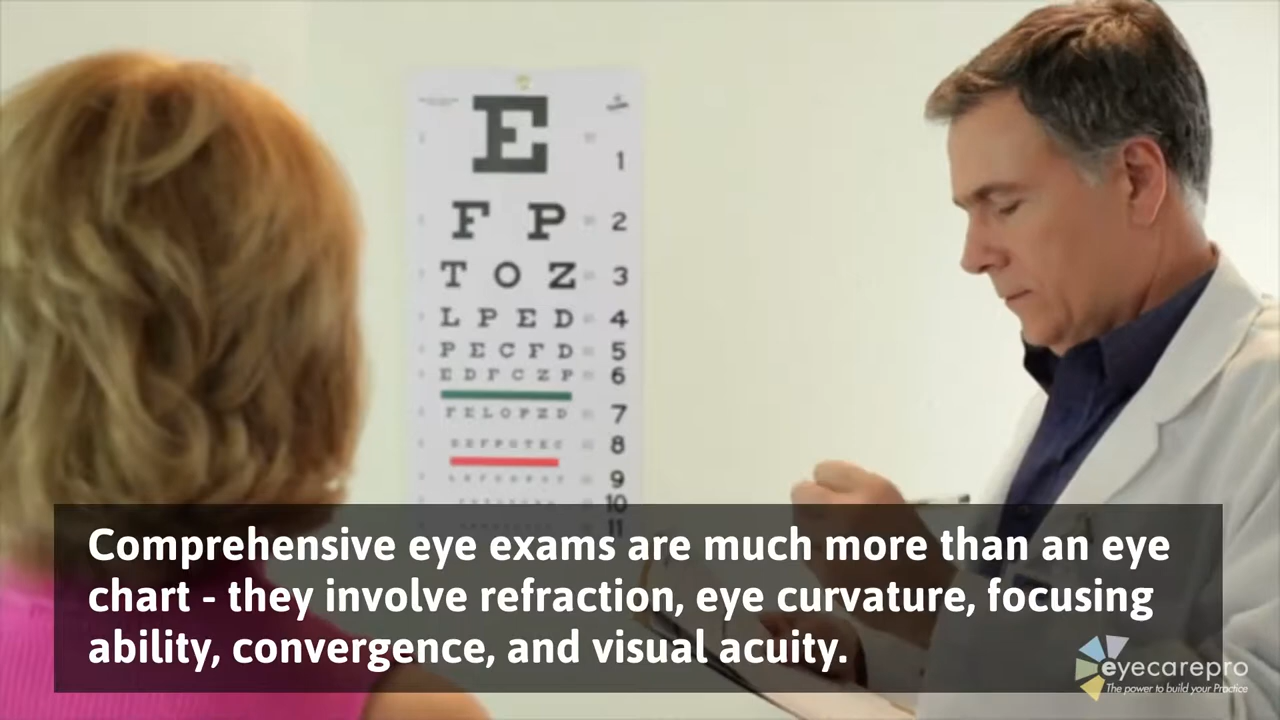 E
1
F P 2
T O Z 3
L P E D 4
P E C F D 5
E D F C Z P 6
F E L O P Z D 7
8
9
10
11
Comprehensive eye exams are much more than an eye
chart - they involve refraction, eye curvature, focusing
ability, convergence, and visual acuity.
eyecarepro
The power to build your Practice